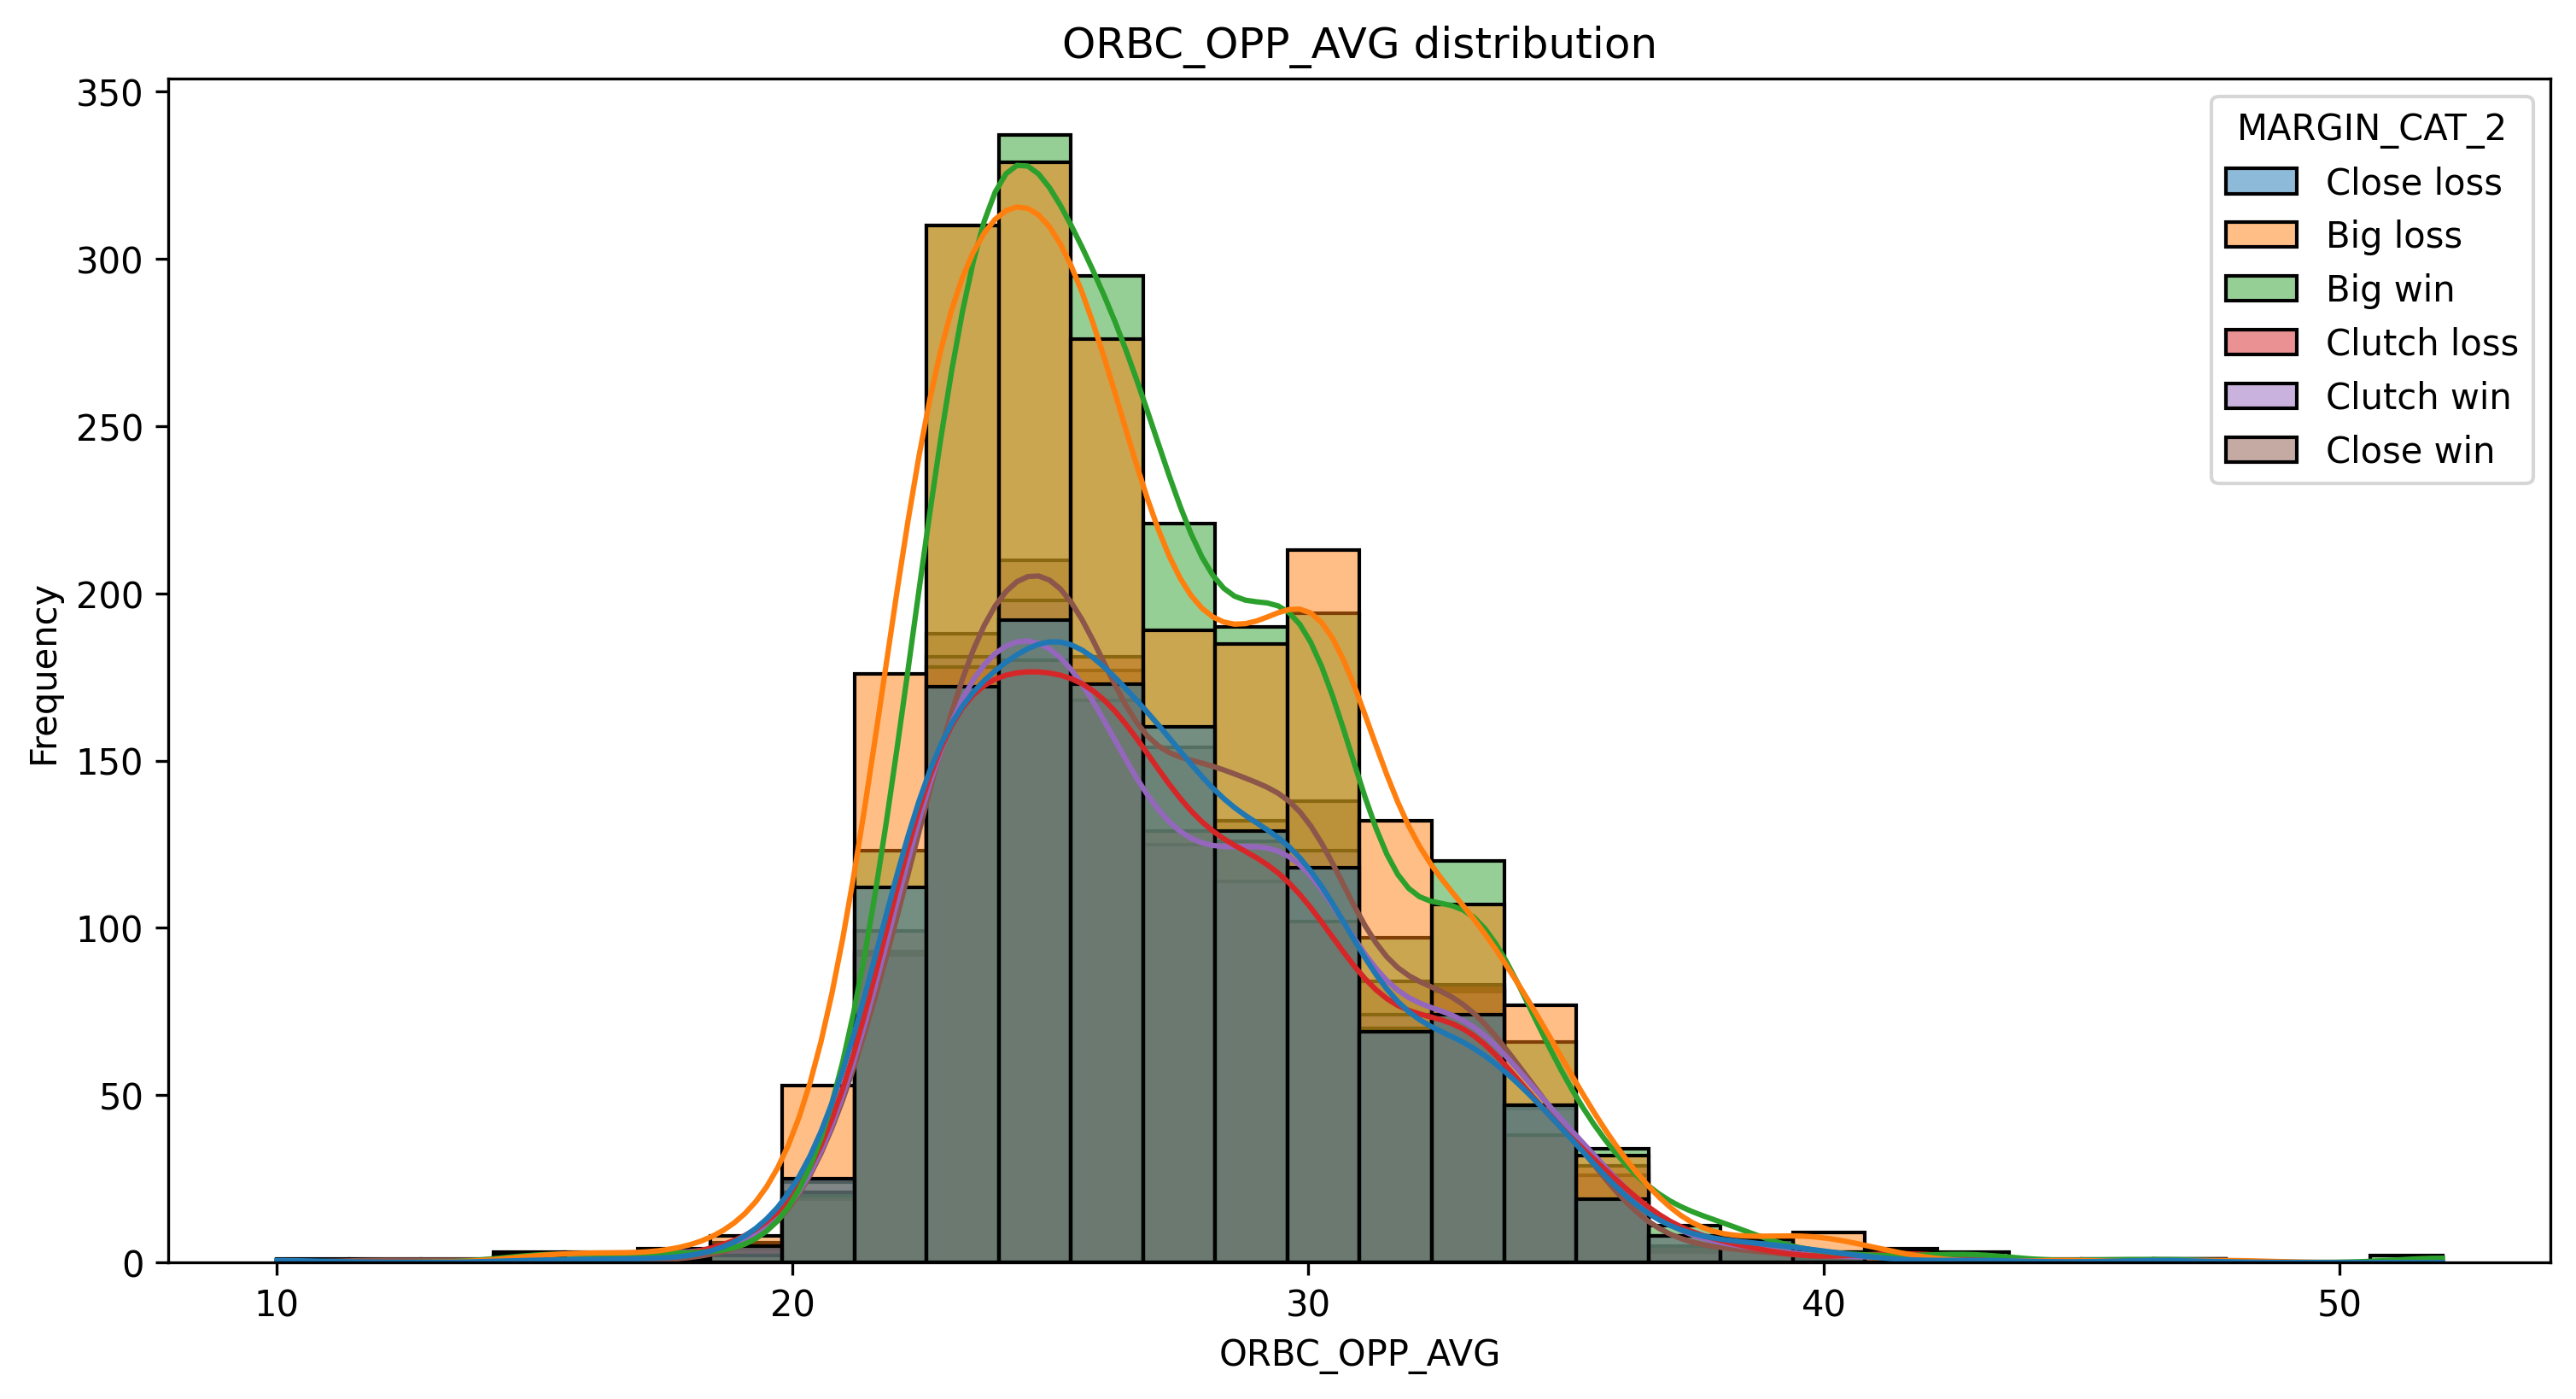 ORBC_OPP_AVG distribution
350
300
250
200
150
100
50
0
Frequency
MARGIN_CAT_2
Close loss
Big loss
Big win
Clutch loss
Clutch win
Close win
10 20 30 40 50
ORBC_OPP_AVG